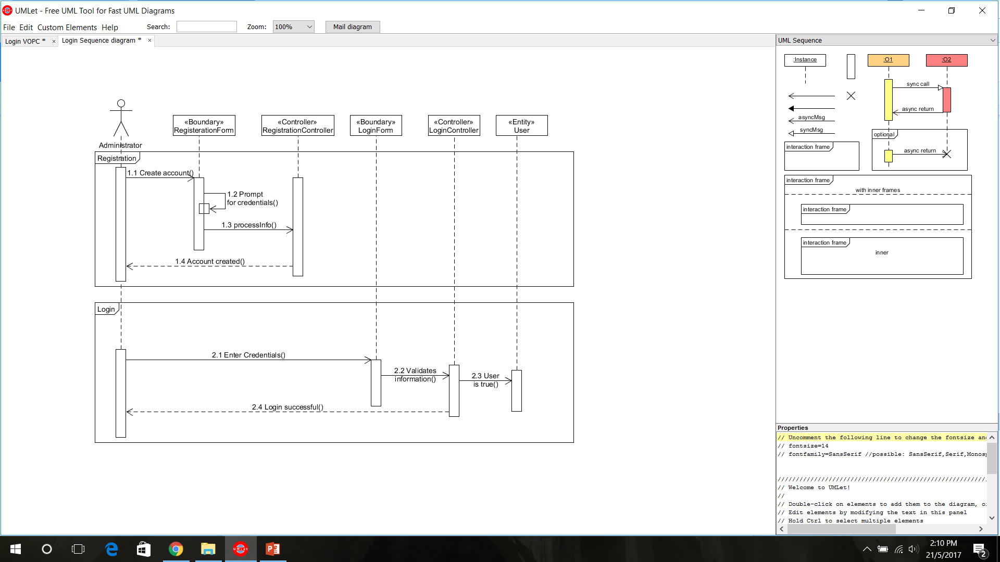 UMLet - Free UML Tool for Fast UML Diagrams
File Edit Custom Elements Help Search: Zoom: 100% Mail diagram
Login VOPC * × Login Sequence diagram * ×
Administrator
«Boundary»
RegisterationForm
«Controller»
RegistrationController
«Boundary»
LoginForm
«Controller»
LoginController
«Entity»
User
Registration
1.1 Create account()
1.2 Prompt
for credentials()
1.3 processInfo()
1.4 Account created()
Login
2.1 Enter Credentials()
2.2 Validates
information()
2.3 User
is true()
2.4 Login successful()
UML Sequence
:Instance
:O1
:O2
sync call
async return
asyncMsg
syncMsg
optional
async return
interaction frame
interaction frame
with inner frames
interaction frame
interaction frame
inner
Properties
// Uncomment the following line to change the fontsize an
// fontsize=14
// fontfamily=SansSerif //possible: SansSerif,Serif,Monosp
//////////////////////////////////////////////////////////
// Welcome to UMLet!
//
// Double-click on elements to add them to the diagram, o
// Edit elements by modifying the text in this panel
// Hold Ctrl to select multiple elements
UMLet
P
2:10 PM
21/5/2017
2